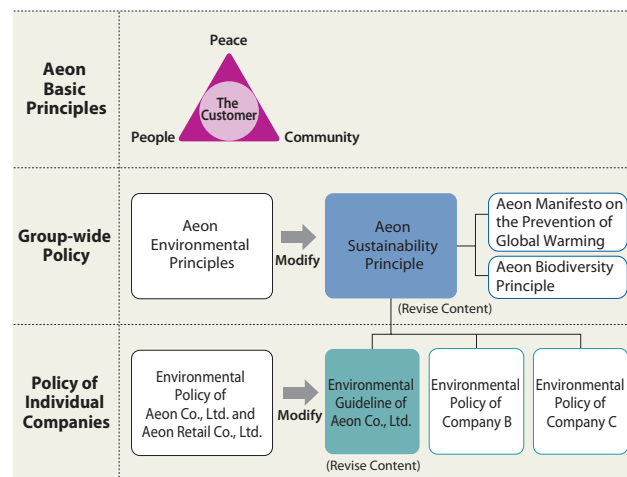 Aeon
Basic
Principles
Peace
The
Customer
People
Community
Group-wide
Policy
Aeon
Environmental
Principles
Modify
Aeon
Sustainability
Principle
(Revise Content)
Aeon Manifesto on
the Prevention of
Global Warming
Aeon Biodiversity
Principle
Policy of
Individual
Companies
Environmental
Policy of
Aeon Co., Ltd. and
Aeon Retail Co., Ltd.
Modify
Environmental
Guideline of
Aeon Co., Ltd.
(Revise Content)
Environmental
Policy of
Company B
Environmental
Policy of
Company C